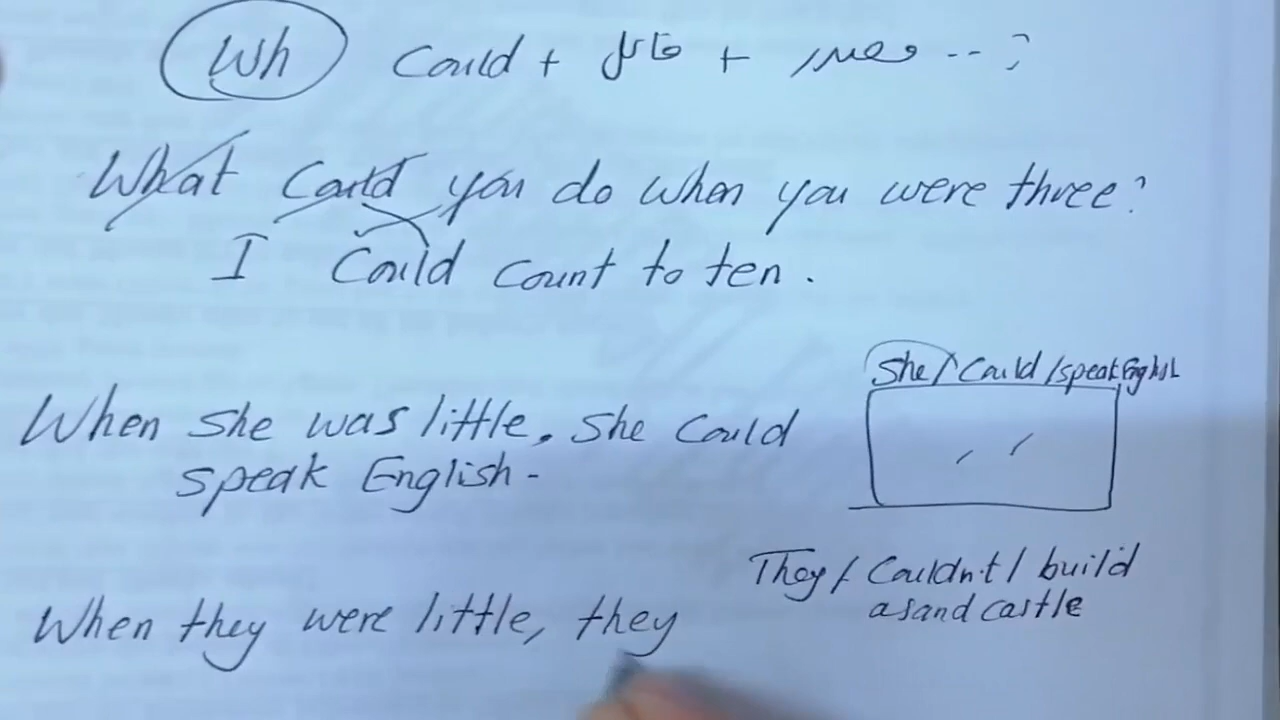 Wh Could + فاعل + مصدر --- ?
What Could you do when you were three?
I Could count to ten.
She / Could / speak English
When she was little, she Could
speak English -
They / Couldn't / build
a sand castle
When they were little, they